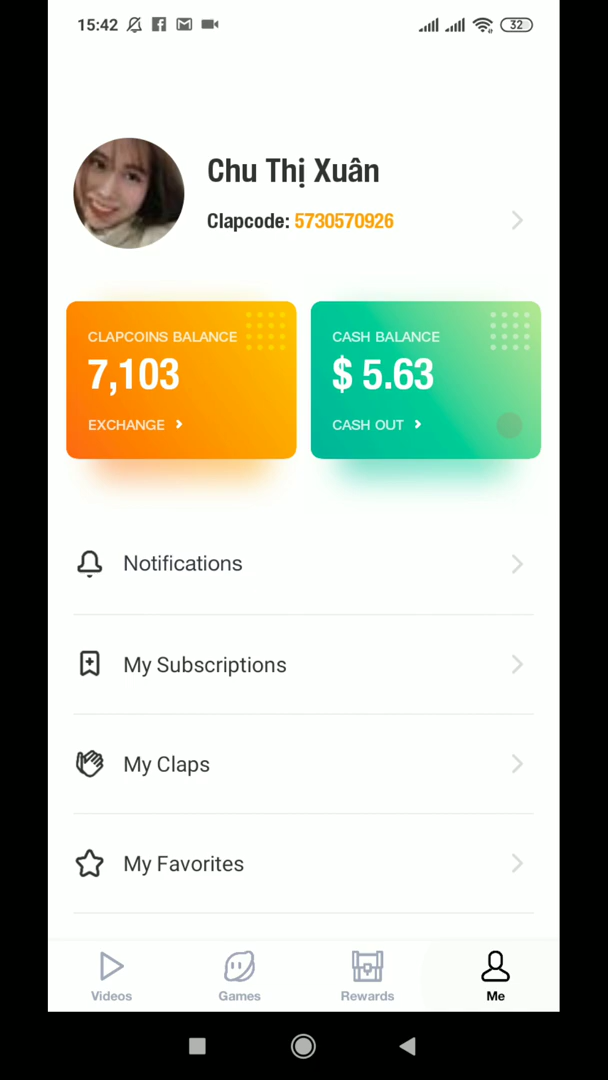 15:42 32
Chu Thị Xuân
Clapcode: 5730570926
CLAPCOINS BALANCE
7,103
EXCHANGE
CASH BALANCE
$ 5.63
CASH OUT
Notifications
My Subscriptions
My Claps
My Favorites
Videos Games Rewards Me